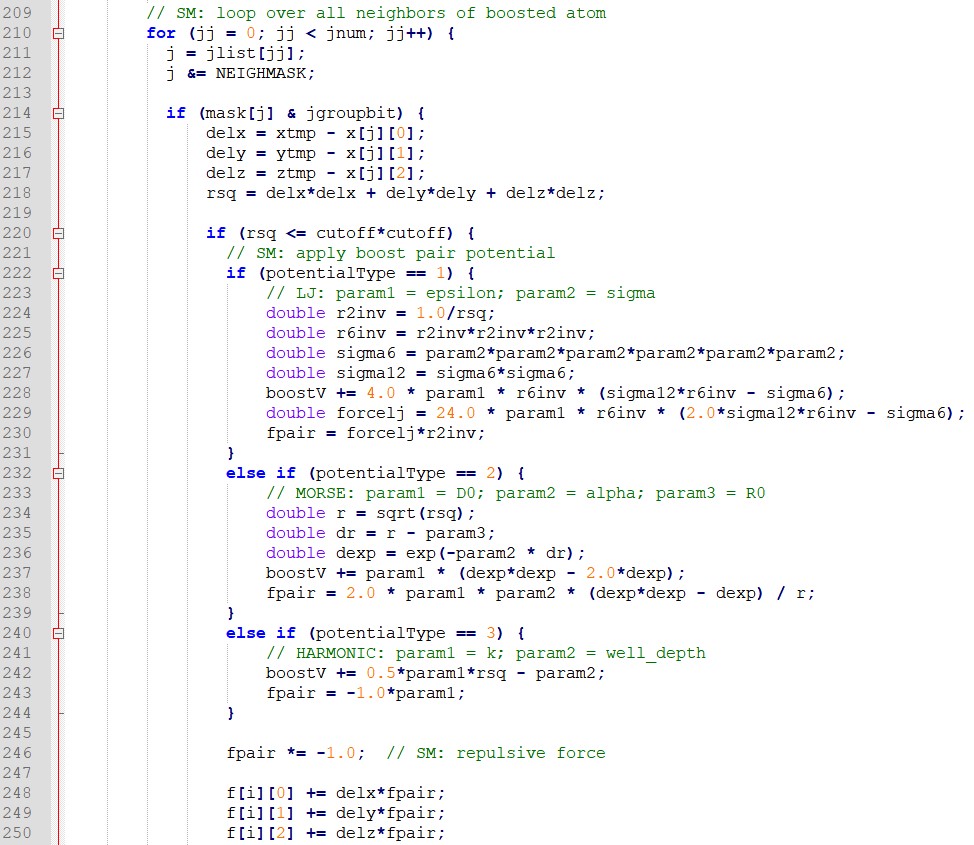 209 // SM: loop over all neighbors of boosted atom
210 for (jj = 0; jj < jnum; jj++) {
211 j = jlist[jj];
212 j &= NEIGHMASK;
213
214 if (mask[j] & jgroupbit) {
215 delx = xtmp - x[j][0];
216 dely = ytmp - x[j][1];
217 delz = ztmp - x[j][2];
218 rsq = delx*delx + dely*dely + delz*delz;
219
220 if (rsq <= cutoff*cutoff) {
221 // SM: apply boost pair potential
222 if (potentialType == 1) {
223 // LJ: param1 = epsilon; param2 = sigma
224 double r2inv = 1.0/rsq;
225 double r6inv = r2inv*r2inv*r2inv;
226 double sigma6 = param2*param2*param2*param2*param2*param2;
227 double sigma12 = sigma6*sigma6;
228 boostV += 4.0 * param1 * r6inv * (sigma12*r6inv - sigma6);
229 double forcelj = 24.0 * param1 * r6inv * (2.0*sigma12*r6inv - sigma6);
230 fpair = forcelj*r2inv;
231 }
232 else if (potentialType == 2) {
233 // MORSE: param1 = D0; param2 = alpha; param3 = R0
234 double r = sqrt(rsq);
235 double dr = r - param3;
236 double dexp = exp(-param2 * dr);
237 boostV += param1 * (dexp*dexp - 2.0*dexp);
238 fpair = 2.0 * param1 * param2 * (dexp*dexp - dexp) / r;
239 }
240 else if (potentialType == 3) {
241 // HARMONIC: param1 = k; param2 = well_depth
242 boostV += 0.5*param1*rsq - param2;
243 fpair = -1.0*param1;
244 }
245
246 fpair *= -1.0; // SM: repulsive force
247
248 f[i][0] += delx*fpair;
249 f[i][1] += dely*fpair;
250 f[i][2] += delz*fpair;